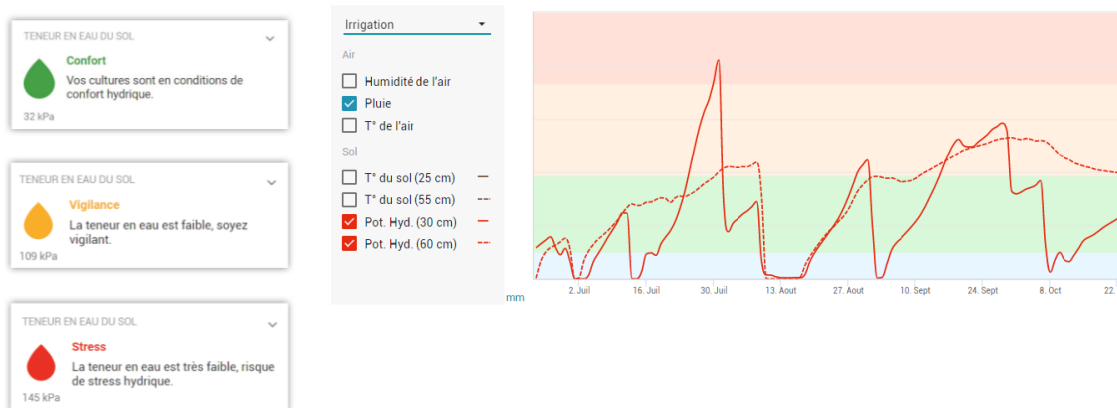 TENEUR EN EAU DU SOL
Confort
Vos cultures sont en conditions de
confort hydrique.
32 kPa
TENEUR EN EAU DU SOL
Vigilance
La teneur en eau est faible, soyez
vigilant.
109 kPa
TENEUR EN EAU DU SOL
Stress
La teneur en eau est très faible, risque
de stress hydrique.
145 kPa
Irrigation
Air
Humidité de l'air
Pluie
T° de l'air
Sol
T° du sol (25 cm)
T° du sol (55 cm)
Pot. Hyd. (30 cm)
Pot. Hyd. (60 cm)
mm
2. Juil
16. Juil
30. Juil
13. Aout
27. Aout
10. Sept
24. Sept
8. Oct
22.